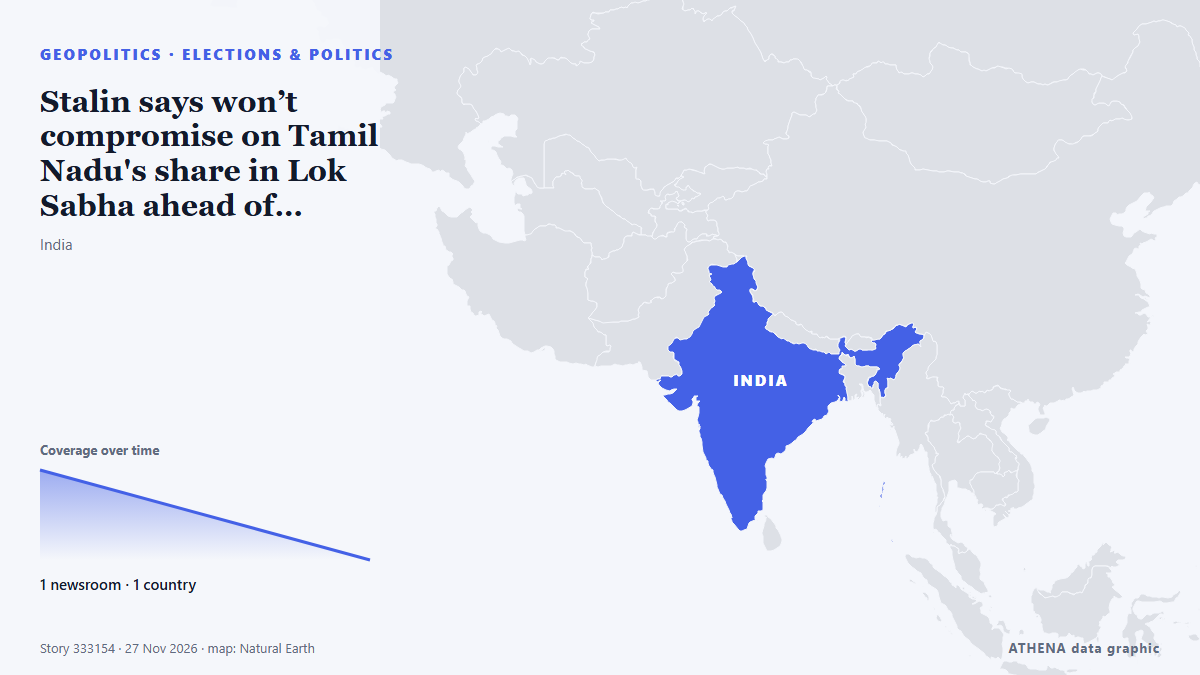 GEOPOLITICS · ELECTIONS & POLITICS
Stalin says won’t
compromise on Tamil
Nadu's share in Lok
Sabha ahead of…
India
INDIA
Coverage over time
1 newsroom · 1 country
Story 333154 · 27 Nov 2026 · map: Natural Earth
ATHENA data graphic